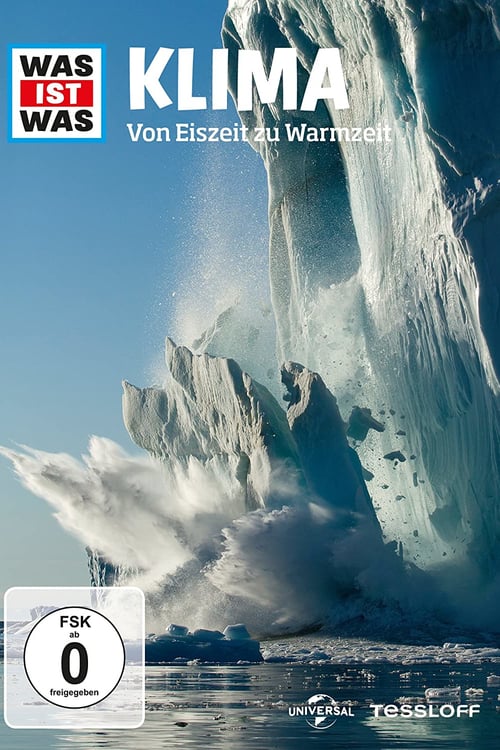 WAS
IST
WAS
KLIMA
Von Eiszeit zu Warmzeit
FSK
ab
0
freigegeben
UNIVERSAL
TESSLOFF